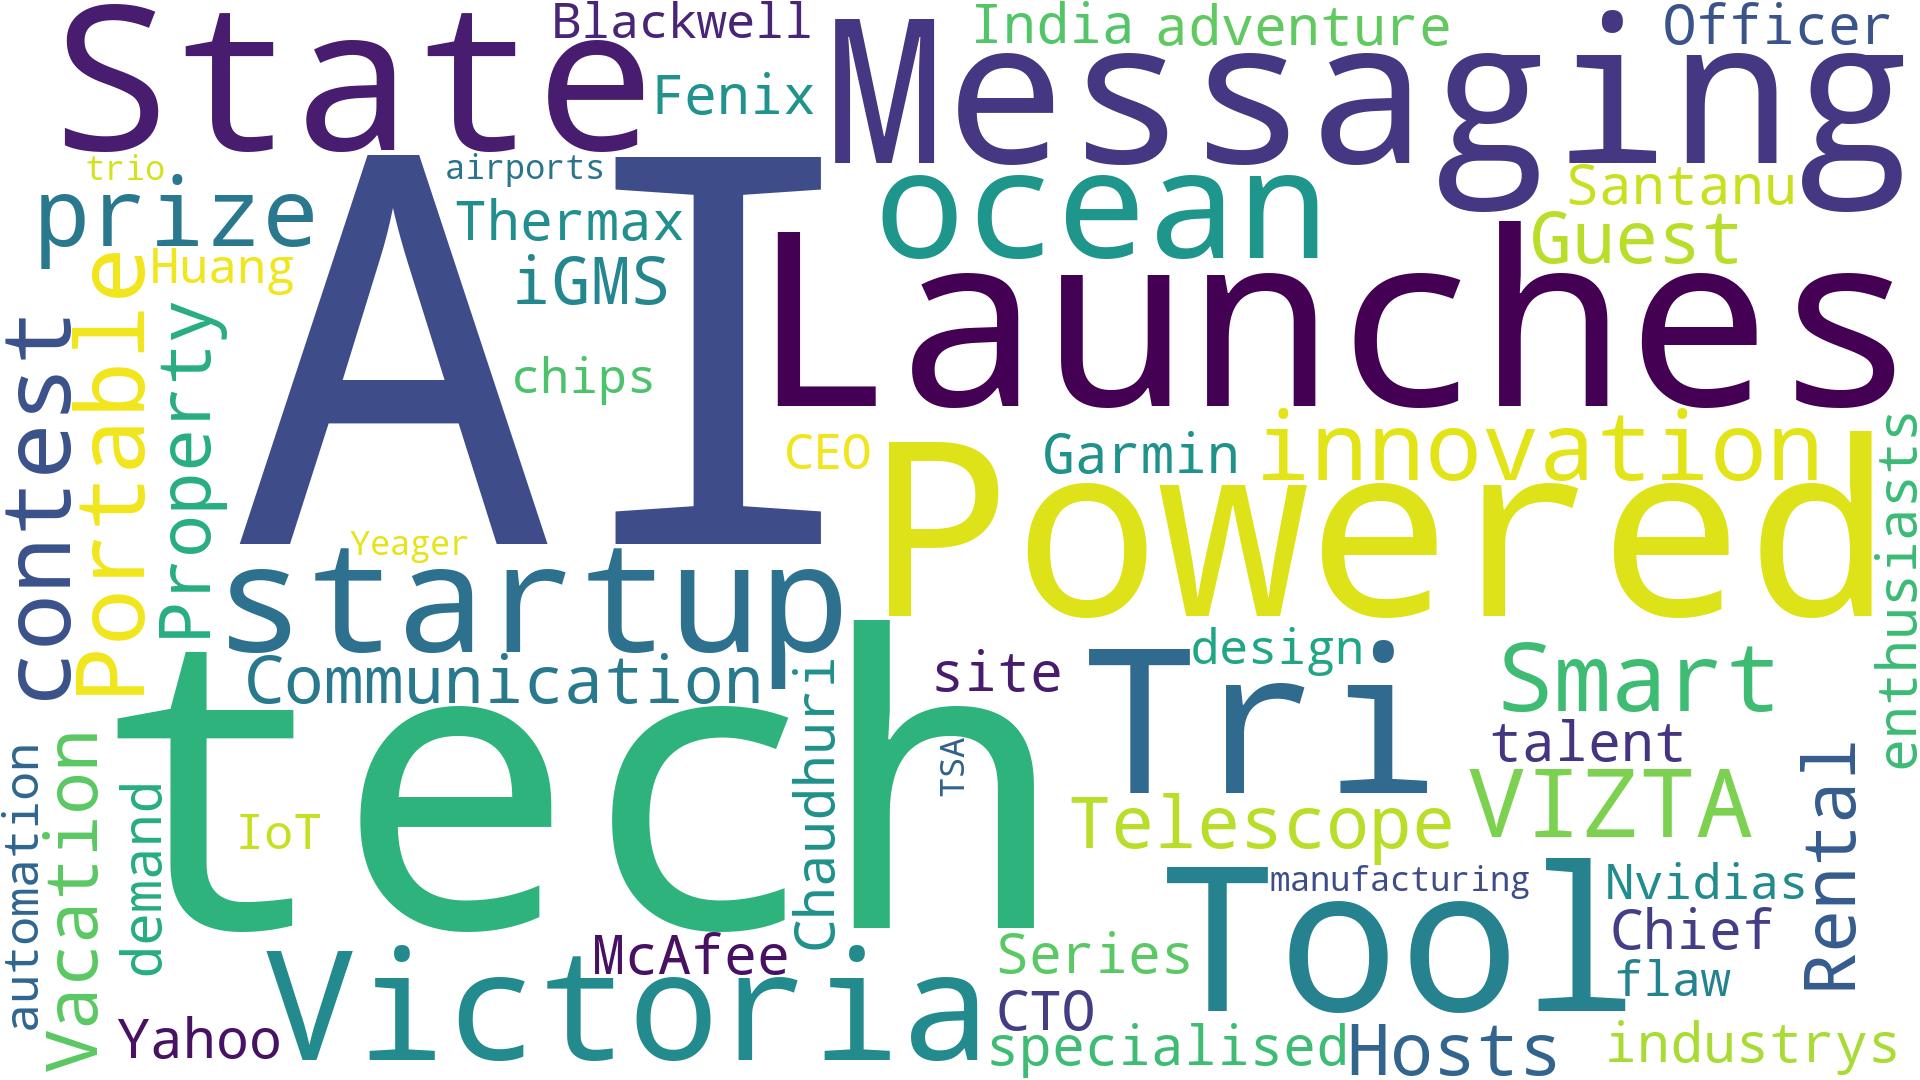 State
Blackwell
Fenix
Messaging
India
adventure
Officer
trio
prize
airports
Thermax
iGMS
AI
ocean
Santanu
Guest
Huang
contest
Portable
Property
chips
Launches
CEO
Garmin
innovation
Powered
enthusiasts
Yeager
startup
Communication
tech
Chaudhuri
site
TSA
Tri
design
Smart
talent
VIZTA
Telescope
Rental
automation
Vacation
demand
IoT
Tool
manufacturing
Nvidias
Chief
flaw
McAfee
Victoria
Series
CTO
Yahoo
specialised
Hosts
industrys